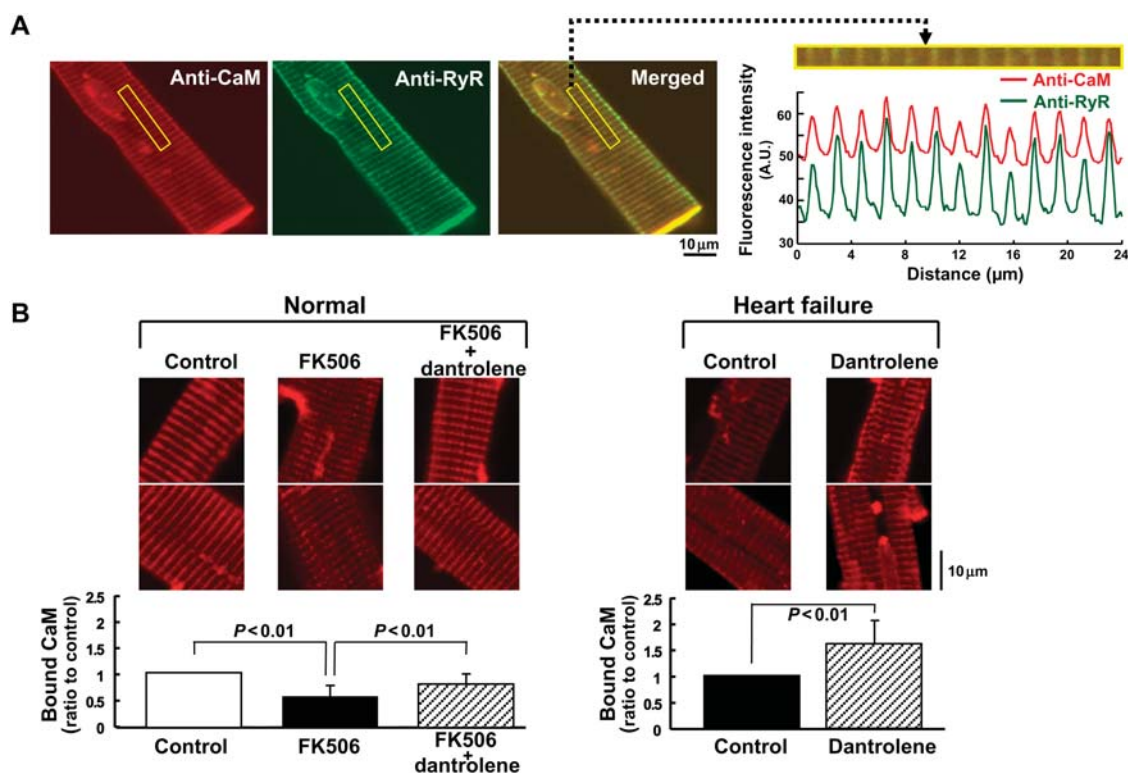 A
Anti-CaM
Anti-RyR
Merged
10 μm
Anti-CaM
Anti-RyR
Fluorescence intensity
(A.U.)
60
50
40
30
0 4 8 12 16 20 24
Distance (μm)
B
Normal
Heart failure
Control
FK506
FK506
+
dantrolene
Control
Dantrolene
10 μm
Bound CaM
(ratio to control)
2.5
2
1.5
1
0.5
0
P < 0.01
P < 0.01
Control
FK506
FK506
+
dantrolene
Bound CaM
(ratio to control)
2.5
2
1.5
1
0.5
0
P < 0.01
Control
Dantrolene